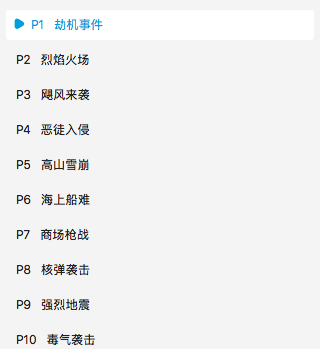 P1 劫机事件
P2 烈焰火场
P3 飓风来袭
P4 恶徒入侵
P5 高山雪崩
P6 海上船难
P7 商场枪战
P8 核弹袭击
P9 强烈地震
P10 毒气袭击